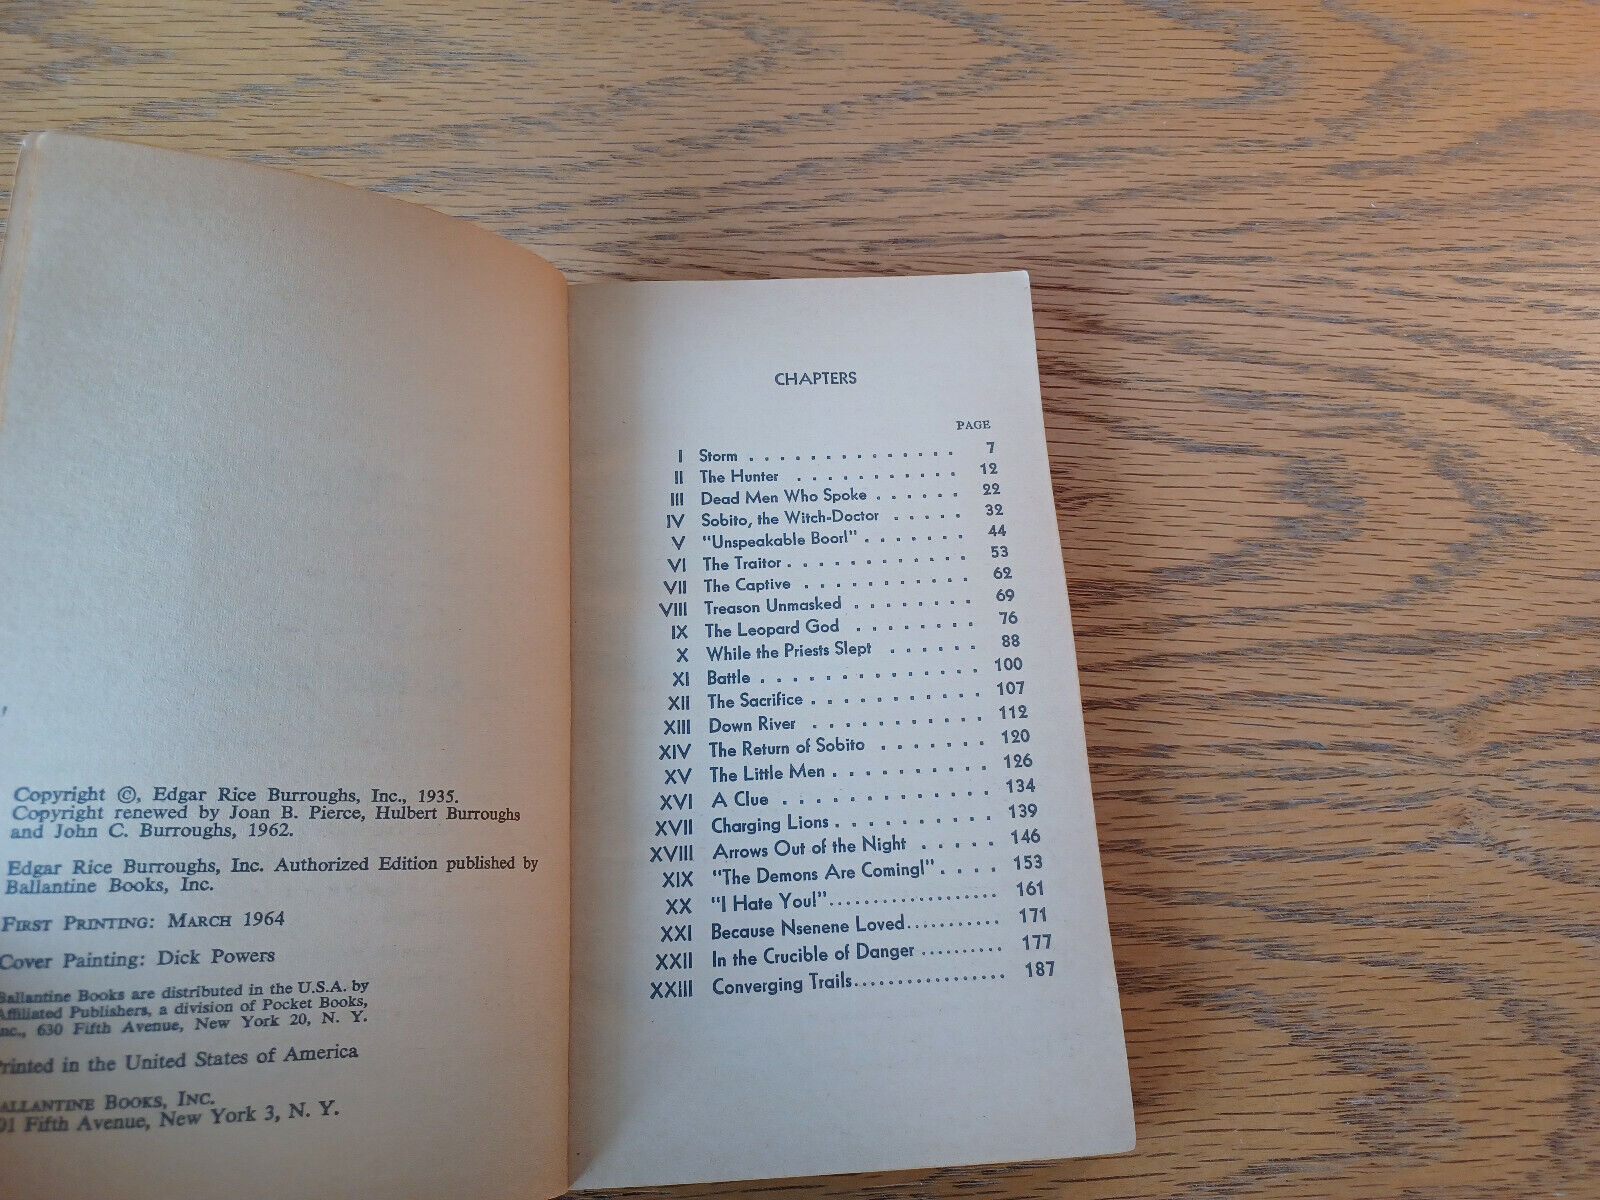 Copyright ©, Edgar Rice Burroughs, Inc., 1935.
Copyright renewed by Joan B. Pierce, Hulbert Burroughs
and John C. Burroughs, 1962.
Edgar Rice Burroughs, Inc. Authorized Edition published by
Ballantine Books, Inc.
FIRST PRINTING: MARCH 1964
Cover Painting: Dick Powers
Ballantine Books are distributed in the U.S.A. by
Affiliated Publishers, a division of Pocket Books,
Inc., 630 Fifth Avenue, New York 20, N. Y.
Printed in the United States of America
BALLANTINE BOOKS, INC.
01 Fifth Avenue, New York 3, N. Y.
CHAPTERS
PAGE
I Storm . . . . . . . . . . . . . . 7
II The Hunter . . . . . . . . . . . 12
III Dead Men Who Spoke . . . . . . 22
IV Sobito, the Witch-Doctor . . . . . 32
V "Unspeakable Boor!" . . . . . . . 44
VI The Traitor . . . . . . . . . . . . 53
VII The Captive . . . . . . . . . . . 62
VIII Treason Unmasked . . . . . . . . 69
IX The Leopard God . . . . . . . . 76
X While the Priests Slept . . . . . . 88
XI Battle . . . . . . . . . . . . . . 100
XII The Sacrifice . . . . . . . . . . . 107
XIII Down River . . . . . . . . . . . 112
XIV The Return of Sobito . . . . . . . 120
XV The Little Men . . . . . . . . . . 126
XVI A Clue . . . . . . . . . . . . . 134
XVII Charging Lions . . . . . . . . . . 139
XVIII Arrows Out of the Night . . . . . 146
XIX "The Demons Are Coming!" . . . . 153
XX "I Hate You!" . . . . . . . . . . 161
XXI Because Nsenene Loved . . . . . . 171
XXII In the Crucible of Danger . . . . . 177
XXIII Converging Trails . . . . . . . . 187